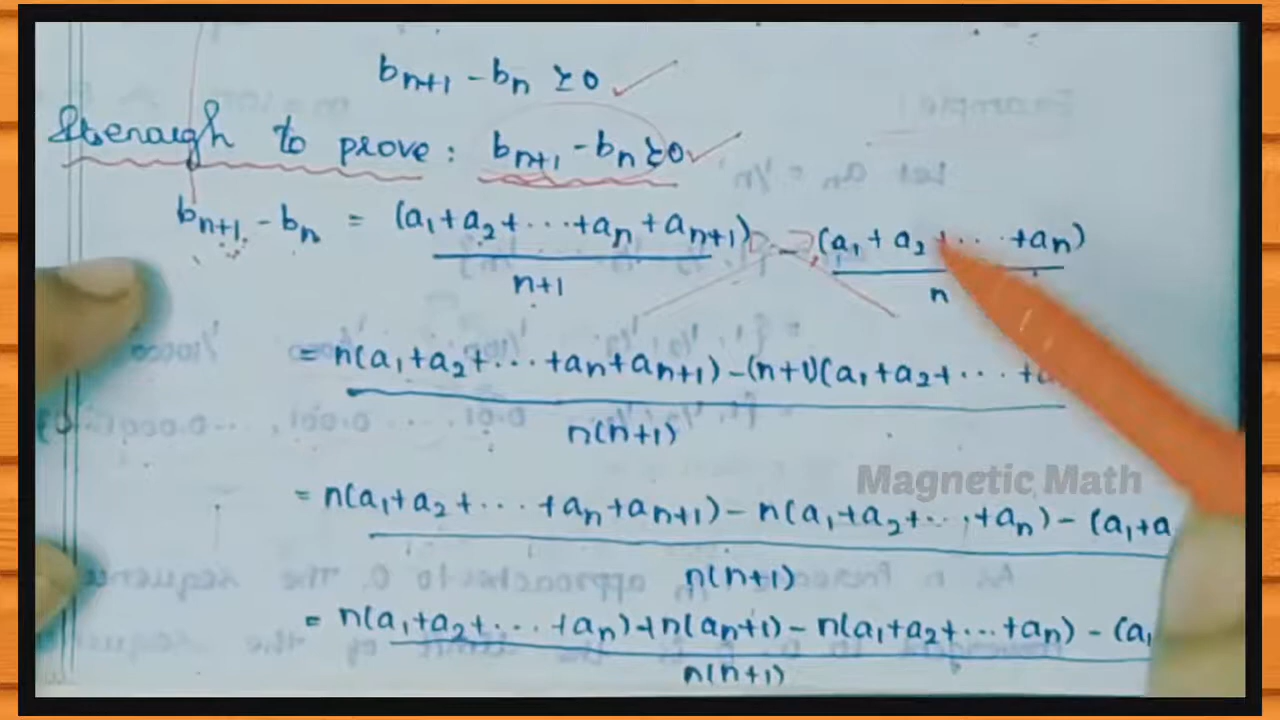 bn+1 - bn ≥ 0 ✓
to prove : bn+1 - bn ≥ 0 ✓
bn+1 - bn = (a1 + a2 + ... + an + an+1) / n+1 - (a1 + a2 + ... + an) / n
= n(a1 + a2 + ... + an + an+1) - (n+1)(a1 + a2 + ... + / n(n+1)
Magnetic Math
= n(a1 + a2 + ... + an + an+1) - n(a1 + a2 + ... + an) - (a1 + a / n(n+1)
= n(a1 + a2 + ... + an) + n(an+1) - n(a1 + a2 + ... + an) - (a1 / n(n+1)